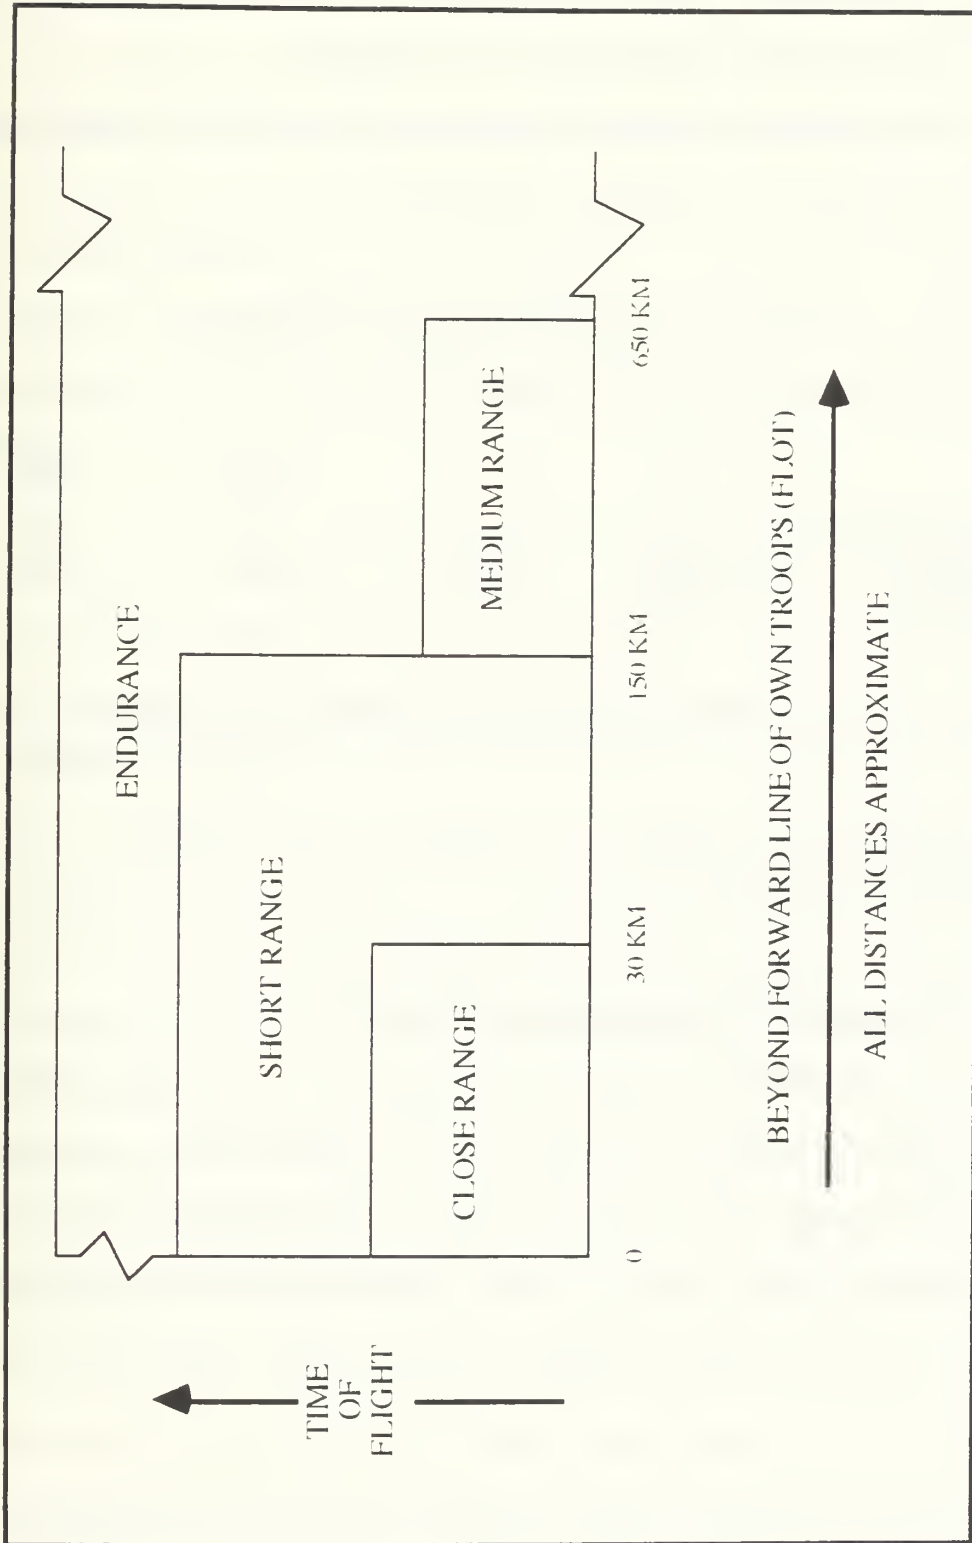 ENDURANCE
SHORT RANGE
TIME
OF
FLIGHT
CLOSE RANGE
MEDIUM RANGE
0
30 KM
150 KM
650 KM
BEYOND FORWARD LINE OF OWN TROOPS (FLOT)
ALL DISTANCES APPROXIMATE